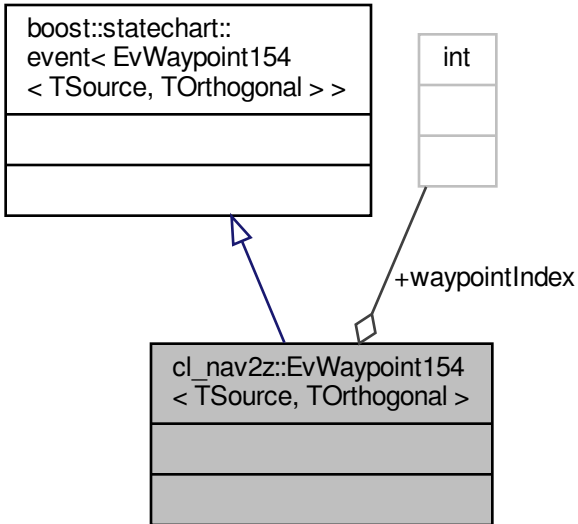 boost::statechart::
event< EvWaypoint154
< TSource, TOrthogonal > >
int
+waypointIndex
cl_nav2z::EvWaypoint154
< TSource, TOrthogonal >